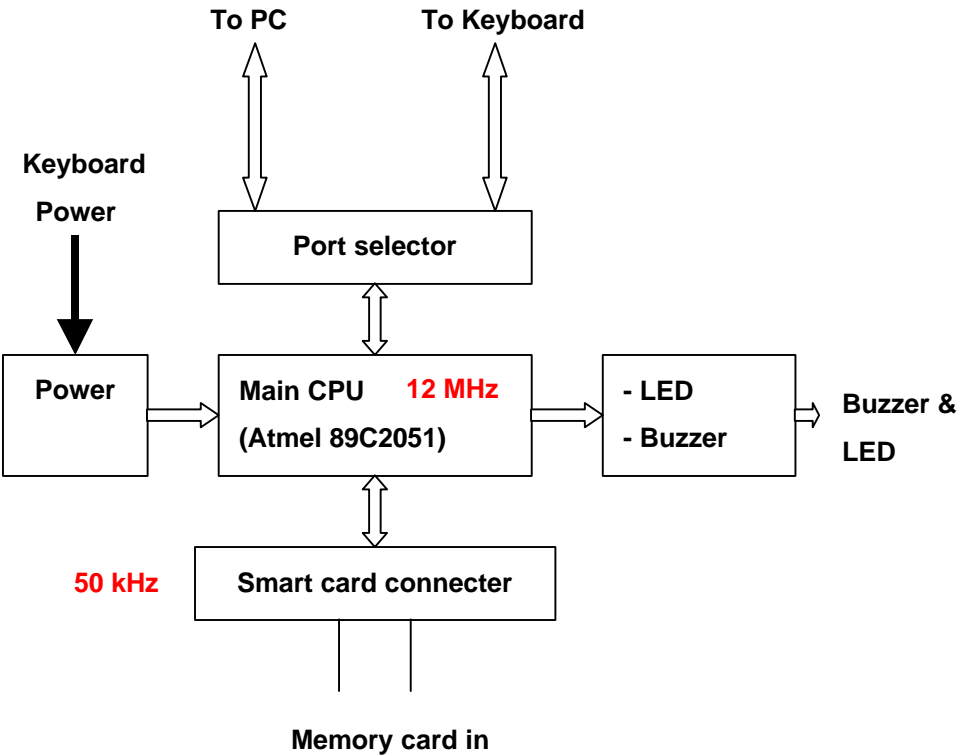 To PC
To Keyboard
Keyboard
Power
Port selector
Power
Main CPU 12 MHz
(Atmel 89C2051)
- LED
- Buzzer
Buzzer &
LED
50 kHz
Smart card connecter
Memory card in